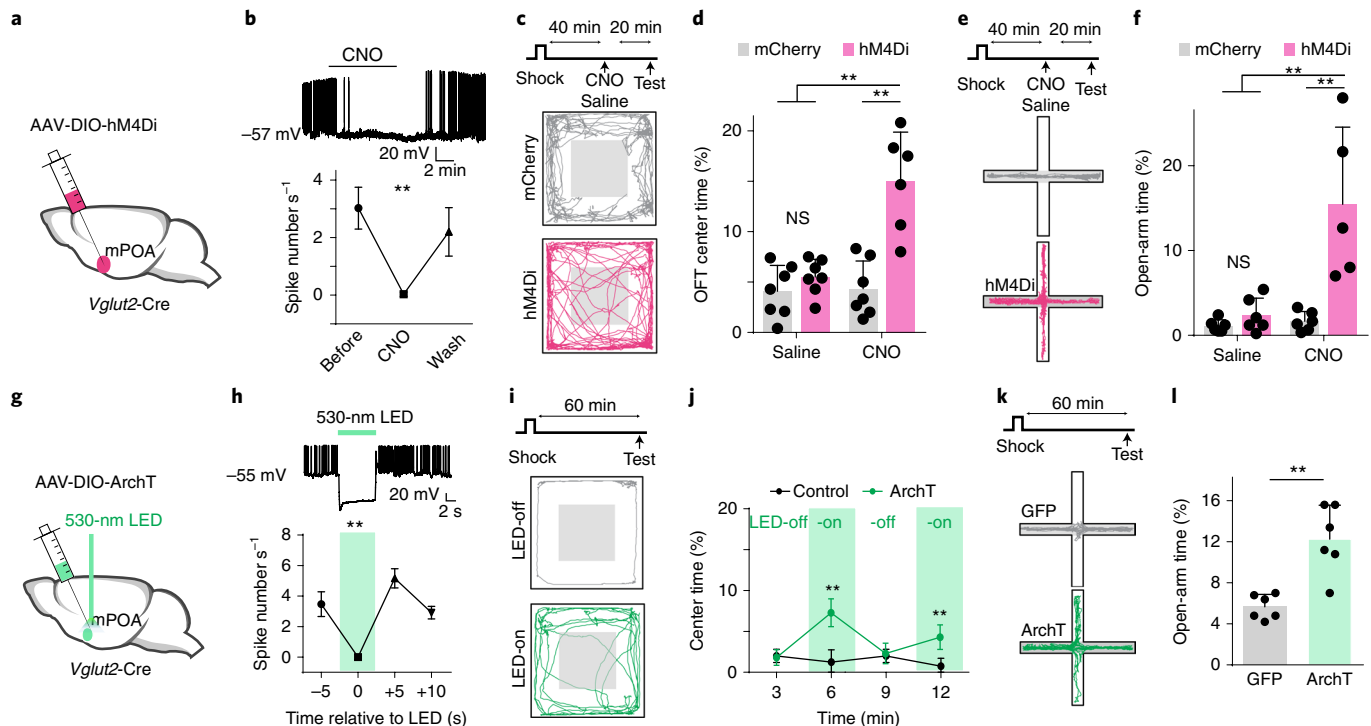 a
AAV-DIO-hM4Di
mPOA
Vglut2-Cre
b
CNO
−57 mV
20 mV
2 min
Spike number s⁻¹
4
2
0
**
Before
CNO
Wash
c
40 min
20 min
Shock
CNO
Saline
Test
mCherry
hM4Di
d
mCherry
hM4Di
**
**
OFT center time (%)
20
10
0
NS
Saline
CNO
e
40 min
20 min
Shock
CNO
Saline
Test
hM4Di
f
mCherry
hM4Di
**
**
Open-arm time (%)
20
10
0
NS
Saline
CNO
g
AAV-DIO-ArchT
530-nm LED
mPOA
Vglut2-Cre
h
530-nm LED
−55 mV
20 mV
2 s
Spike number s⁻¹
8
6
4
2
0
**
−5
0
+5
+10
Time relative to LED (s)
i
60 min
Shock
Test
LED-off
LED-on
j
Control
ArchT
LED-off
-on
-off
-on
Center time (%)
20
10
0
**
**
3
6
9
12
Time (min)
k
60 min
Shock
Test
GFP
ArchT
l
**
Open-arm time (%)
16
12
8
4
0
GFP
ArchT